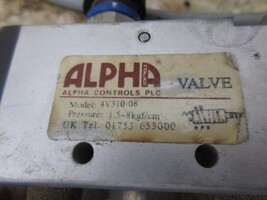 ALPHA VALVE
ALPHA CONTROLS PLC
Model: 4V310-08
Pressure: 1.5~8kgf/cm
UK Tel: 01753 655000